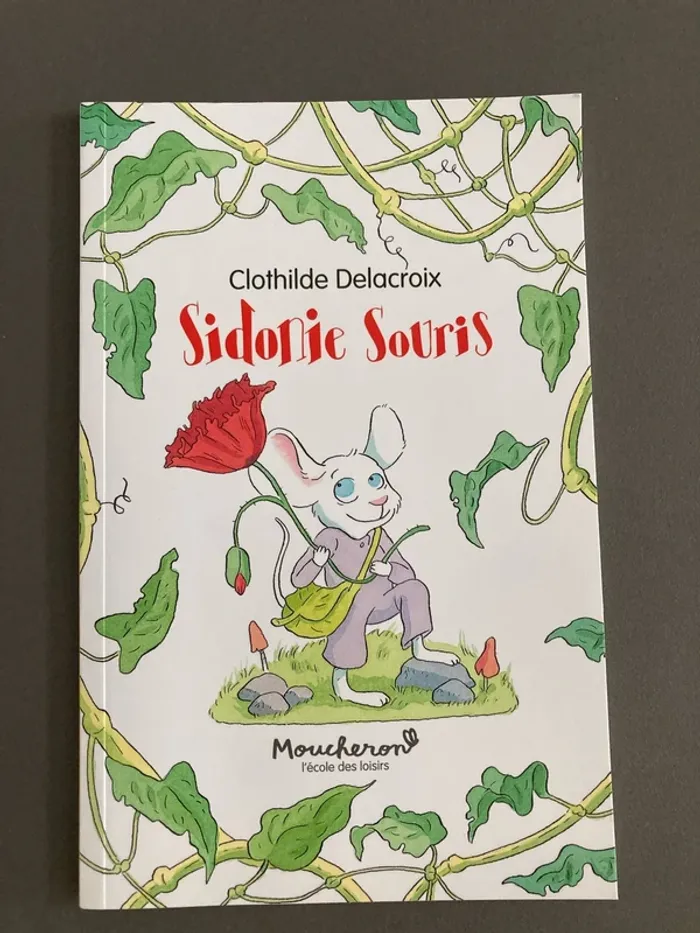 Clothilde Delacroix
Sidonie Souris
Moucheron
l'école des loisirs